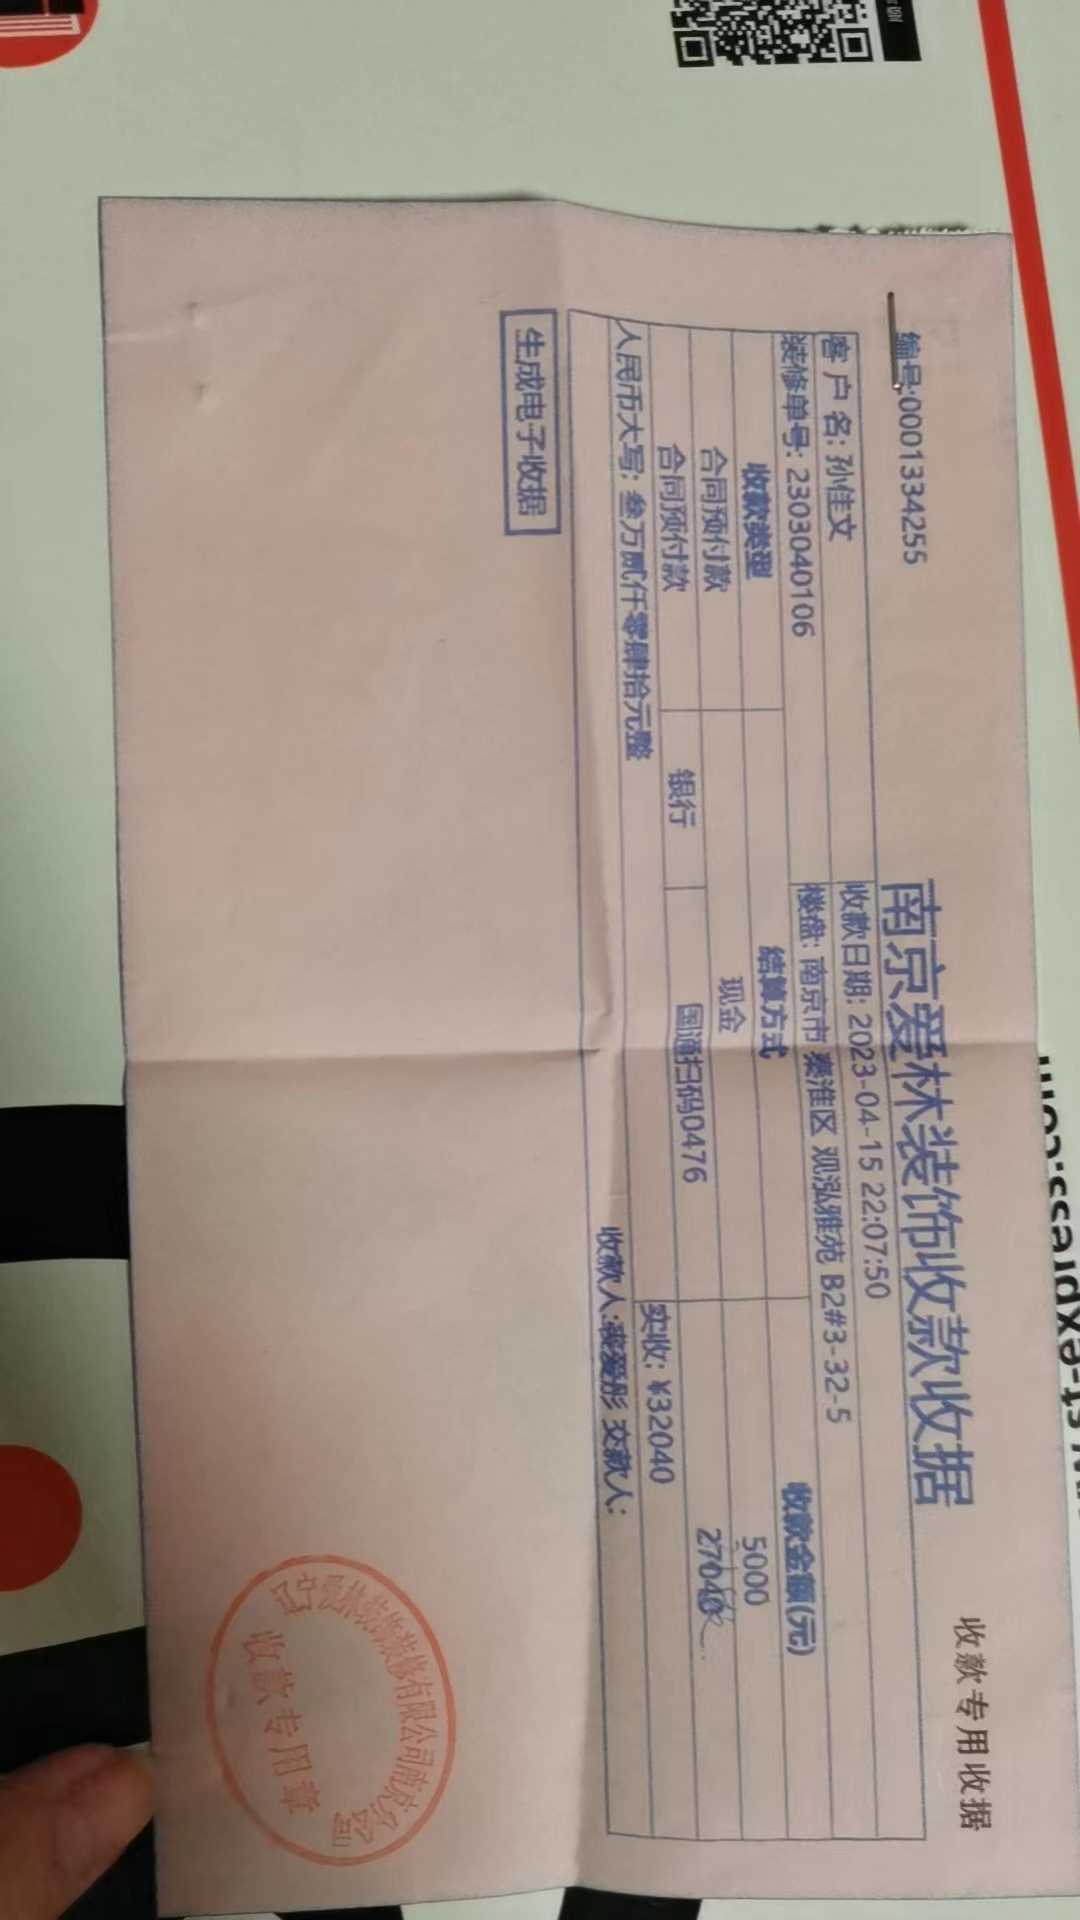 收款专用收据
南京爱林装饰收款收据
编号:0001334255
客 户 名: 孙佳文 收款日期: 2023-04-15 22:07:50
装修单号: 2303040106 楼盘: 南京市 秦淮区 观泓雅苑 B2#3-32-5
收款类型 结算方式 收款金额(元)
合同预付款 现金 5000
合同预付款 银行 国通扫码0476 27040
人民币大写: 叁万贰仟零肆拾元整 实收: ¥32040
收款人: 交款人:
生成电子收据
收款专用章